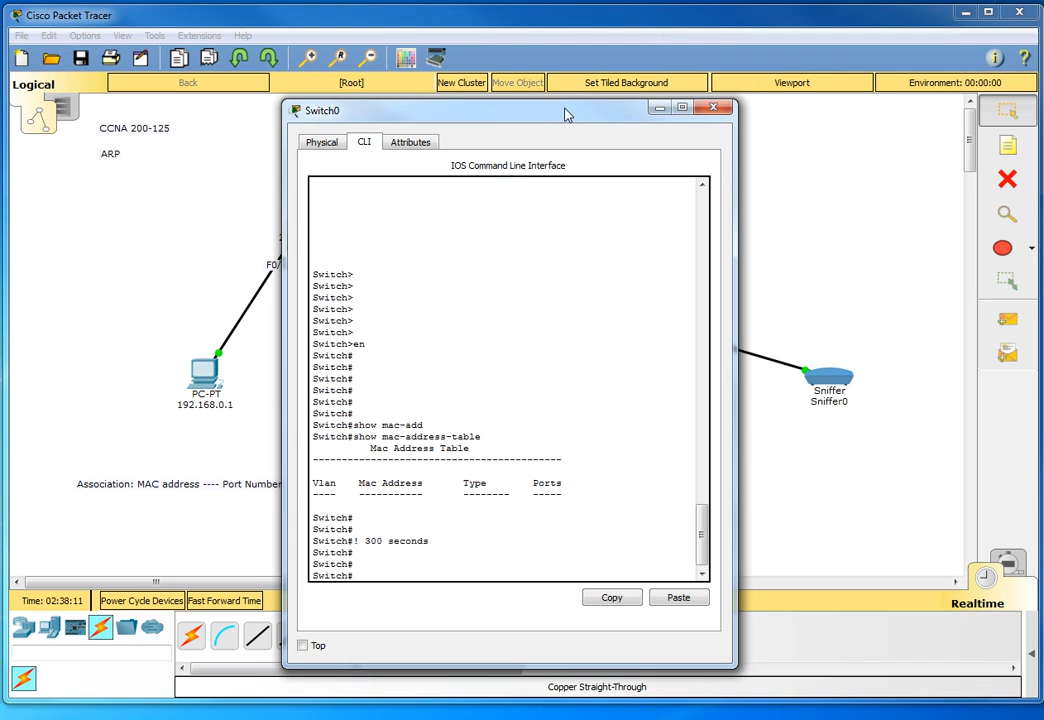 Cisco Packet Tracer
File Edit Options View Tools Extensions Help
Logical Back [Root] New Cluster Move Object Set Tiled Background Viewport Environment: 00:00:00
CCNA 200-125
ARP
F0/
PC-PT
192.168.0.1
Association: MAC address ---- Port Number
Switch0
Physical CLI Attributes
IOS Command Line Interface
Switch>
Switch>
Switch>
Switch>
Switch>
Switch>
Switch>en
Switch#
Switch#
Switch#
Switch#
Switch#
Switch#
Switch#show mac-add
Switch#show mac-address-table
Mac Address Table
-------------------------------------------
Vlan Mac Address Type Ports
---- ----------- -------- -----
Switch#
Switch#
Switch#! 300 seconds
Switch#
Switch#
Switch#
Copy Paste
Top
Sniffer
Sniffer0
Time: 02:38:11 Power Cycle Devices Fast Forward Time
Realtime
Copper Straight-Through